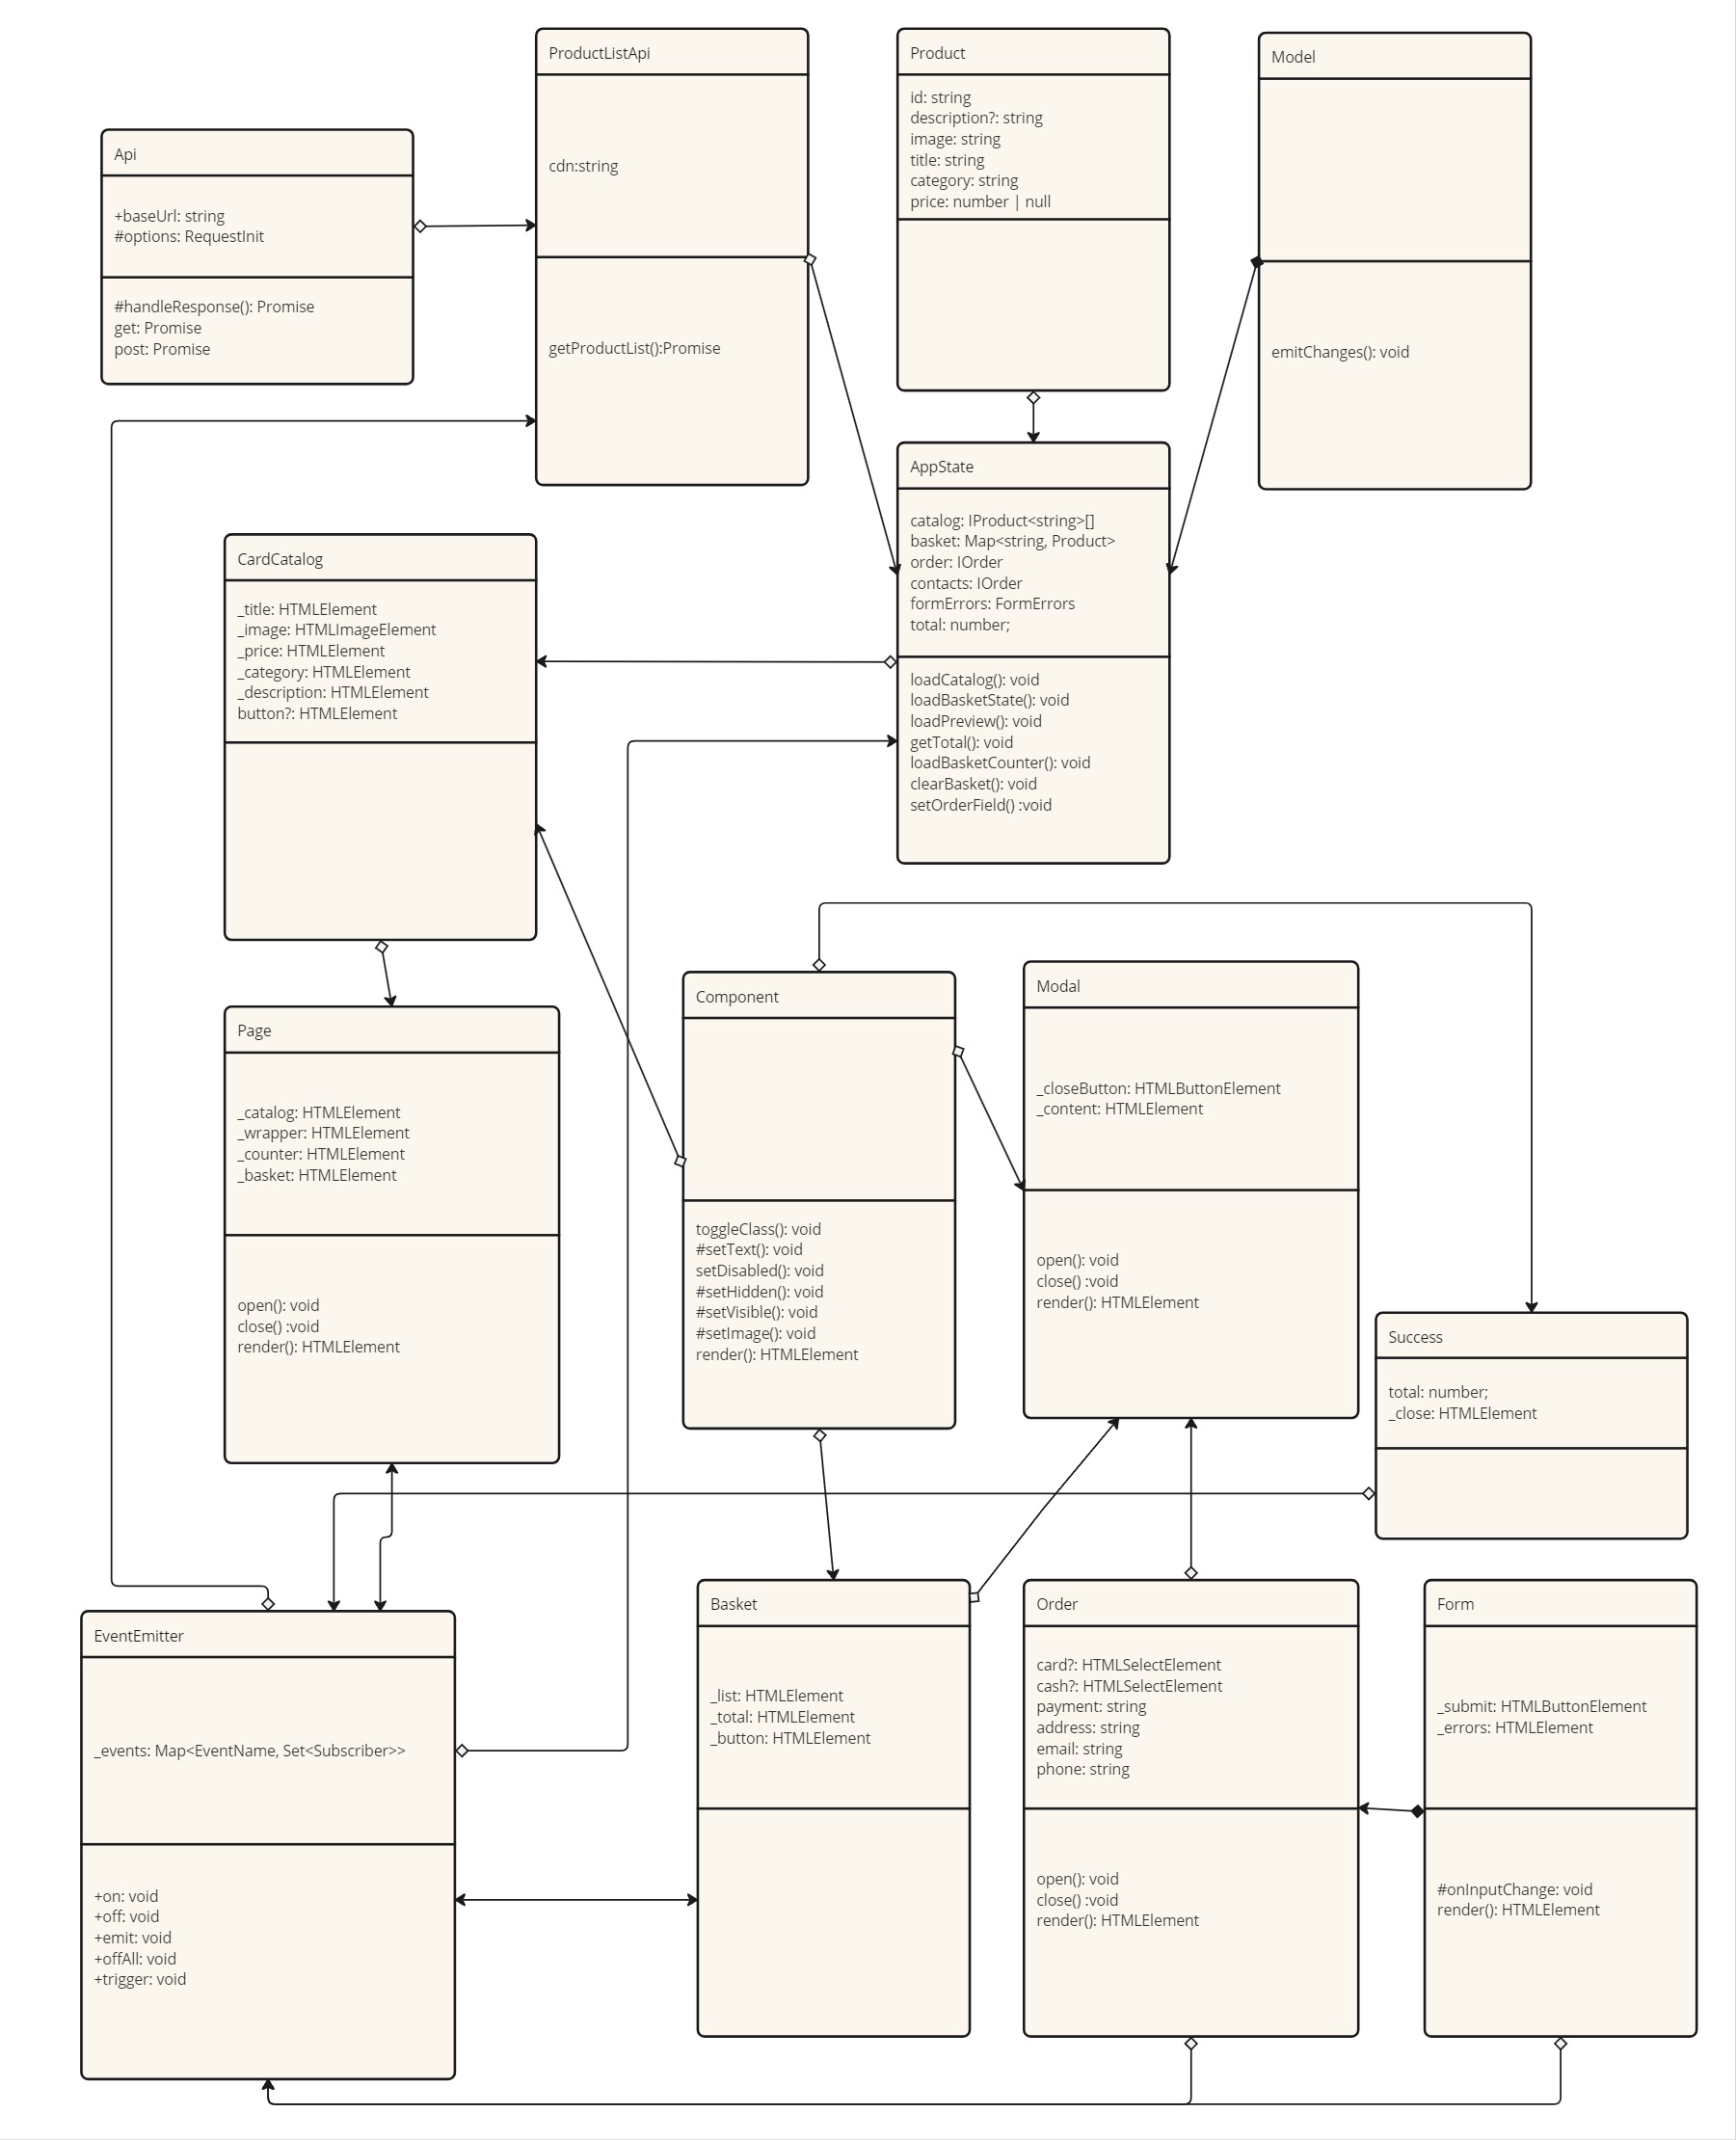 ProductListApi
cdn:string
getProductList():Promise
Product
id: string
description?: string
image: string
title: string
category: string
price: number | null
Model
emitChanges(): void
Api
+baseUrl: string
#options: RequestInit
#handleResponse(): Promise
get: Promise
post: Promise
AppState
catalog: IProduct<string>[]
basket: Map<string, Product>
order: IOrder
contacts: IOrder
formErrors: FormErrors
total: number;
loadCatalog(): void
loadBasketState(): void
loadPreview(): void
getTotal(): void
loadBasketCounter(): void
clearBasket(): void
setOrderField() :void
CardCatalog
_title: HTMLElement
_image: HTMLImageElement
_price: HTMLElement
_category: HTMLElement
_description: HTMLElement
button?: HTMLElement
Page
_catalog: HTMLElement
_wrapper: HTMLElement
_counter: HTMLElement
_basket: HTMLElement
open(): void
close() :void
render(): HTMLElement
Component
toggleClass(): void
#setText(): void
setDisabled(): void
#setHidden(): void
#setVisible(): void
#setImage(): void
render(): HTMLElement
Modal
_closeButton: HTMLButtonElement
_content: HTMLElement
open(): void
close() :void
render(): HTMLElement
Success
total: number;
_close: HTMLElement
EventEmitter
_events: Map<EventName, Set<Subscriber>>
+on: void
+off: void
+emit: void
+offAll: void
+trigger: void
Basket
_list: HTMLElement
_total: HTMLElement
_button: HTMLElement
Order
card?: HTMLSelectElement
cash?: HTMLSelectElement
payment: string
address: string
email: string
phone: string
open(): void
close() :void
render(): HTMLElement
Form
_submit: HTMLButtonElement
_errors: HTMLElement
#onInputChange: void
render(): HTMLElement